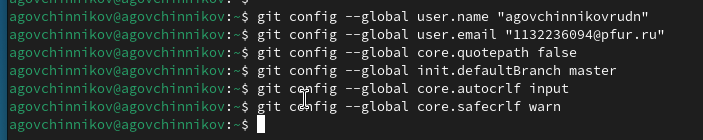 agovchinnikov@agovchinnikov:~$ git config --global user.name "agovchinnikovrudn"
agovchinnikov@agovchinnikov:~$ git config --global user.email "1132236094@pfur.ru"
agovchinnikov@agovchinnikov:~$ git config --global core.quotepath false
agovchinnikov@agovchinnikov:~$ git config --global init.defaultBranch master
agovchinnikov@agovchinnikov:~$ git config --global core.autocrlf input
agovchinnikov@agovchinnikov:~$ git config --global core.safecrlf warn
agovchinnikov@agovchinnikov:~$